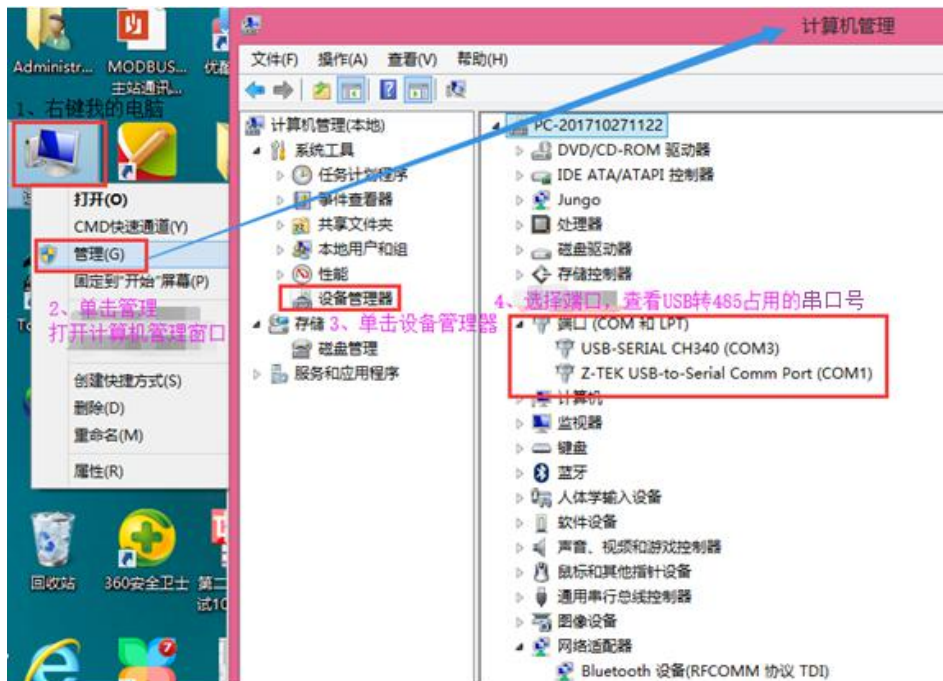 Administr...
MODBUS...
主站通讯...
优酷
1、右键我的电脑
打开(O)
CMD快速通道(Y)
管理(G)
固定到"开始"屏幕(P)
2、单击管理
打开计算机管理窗口
创建快捷方式(S)
删除(D)
重命名(M)
属性(R)
回收站
360安全卫士
第二
试10
7
计算机管理
文件(F) 操作(A) 查看(V) 帮助(H)
计算机管理(本地)
系统工具
任务计划程序
事件查看器
共享文件夹
本地用户和组
性能
设备管理器
存储
3、单击设备管理器
磁盘管理
服务和应用程序
PC-201710271122
DVD/CD-ROM 驱动器
IDE ATA/ATAPI 控制器
Jungo
处理器
磁盘驱动器
存储控制器
4、选择端口，查看USB转485占用的串口号
端口 (COM 和 LPT)
USB-SERIAL CH340 (COM3)
Z-TEK USB-to-Serial Comm Port (COM1)
计算机
监视器
键盘
蓝牙
人体学输入设备
软件设备
声音、视频和游戏控制器
鼠标和其他指针设备
通用串行总线控制器
图像设备
网络适配器
Bluetooth 设备(RFCOMM 协议 TDI)